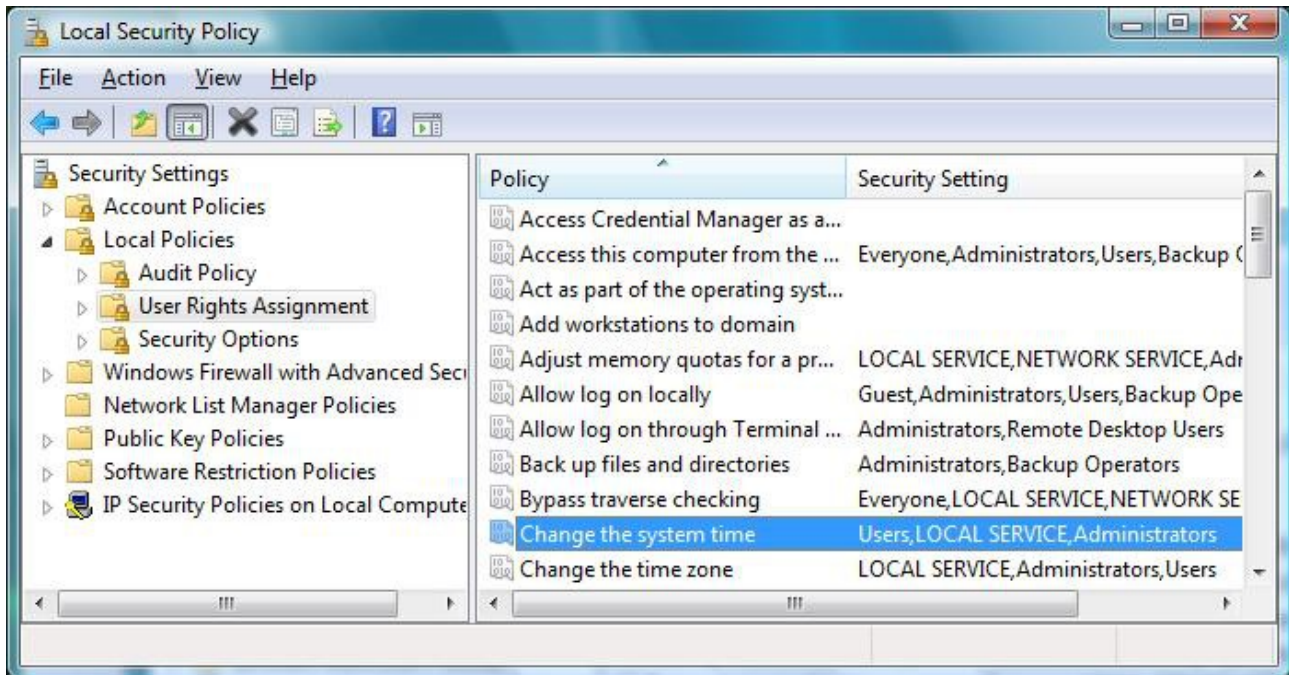 Local Security Policy
File Action View Help
Security Settings
Account Policies
Local Policies
Audit Policy
User Rights Assignment
Security Options
Windows Firewall with Advanced Secu
Network List Manager Policies
Public Key Policies
Software Restriction Policies
IP Security Policies on Local Compute
Policy Security Setting
Access Credential Manager as a...
Access this computer from the ... Everyone,Administrators,Users,Backup
Act as part of the operating syst...
Add workstations to domain
Adjust memory quotas for a pr... LOCAL SERVICE,NETWORK SERVICE,Adr
Allow log on locally Guest,Administrators,Users,Backup Ope
Allow log on through Terminal ... Administrators,Remote Desktop Users
Back up files and directories Administrators,Backup Operators
Bypass traverse checking Everyone,LOCAL SERVICE,NETWORK SE
Change the system time Users,LOCAL SERVICE,Administrators
Change the time zone LOCAL SERVICE,Administrators,Users